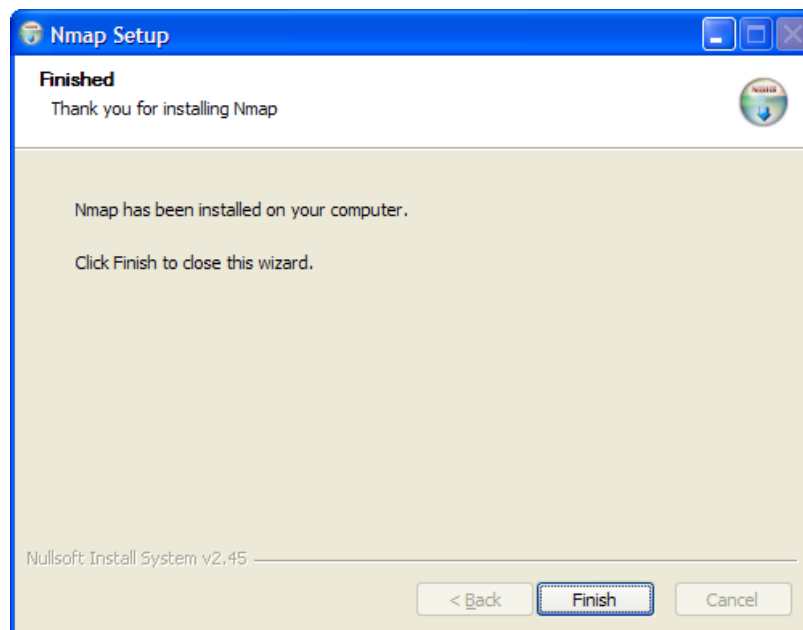 Nmap Setup
Finished
Thank you for installing Nmap
Nmap has been installed on your computer.
Click Finish to close this wizard.
Nullsoft Install System v2.45
< Back Finish Cancel